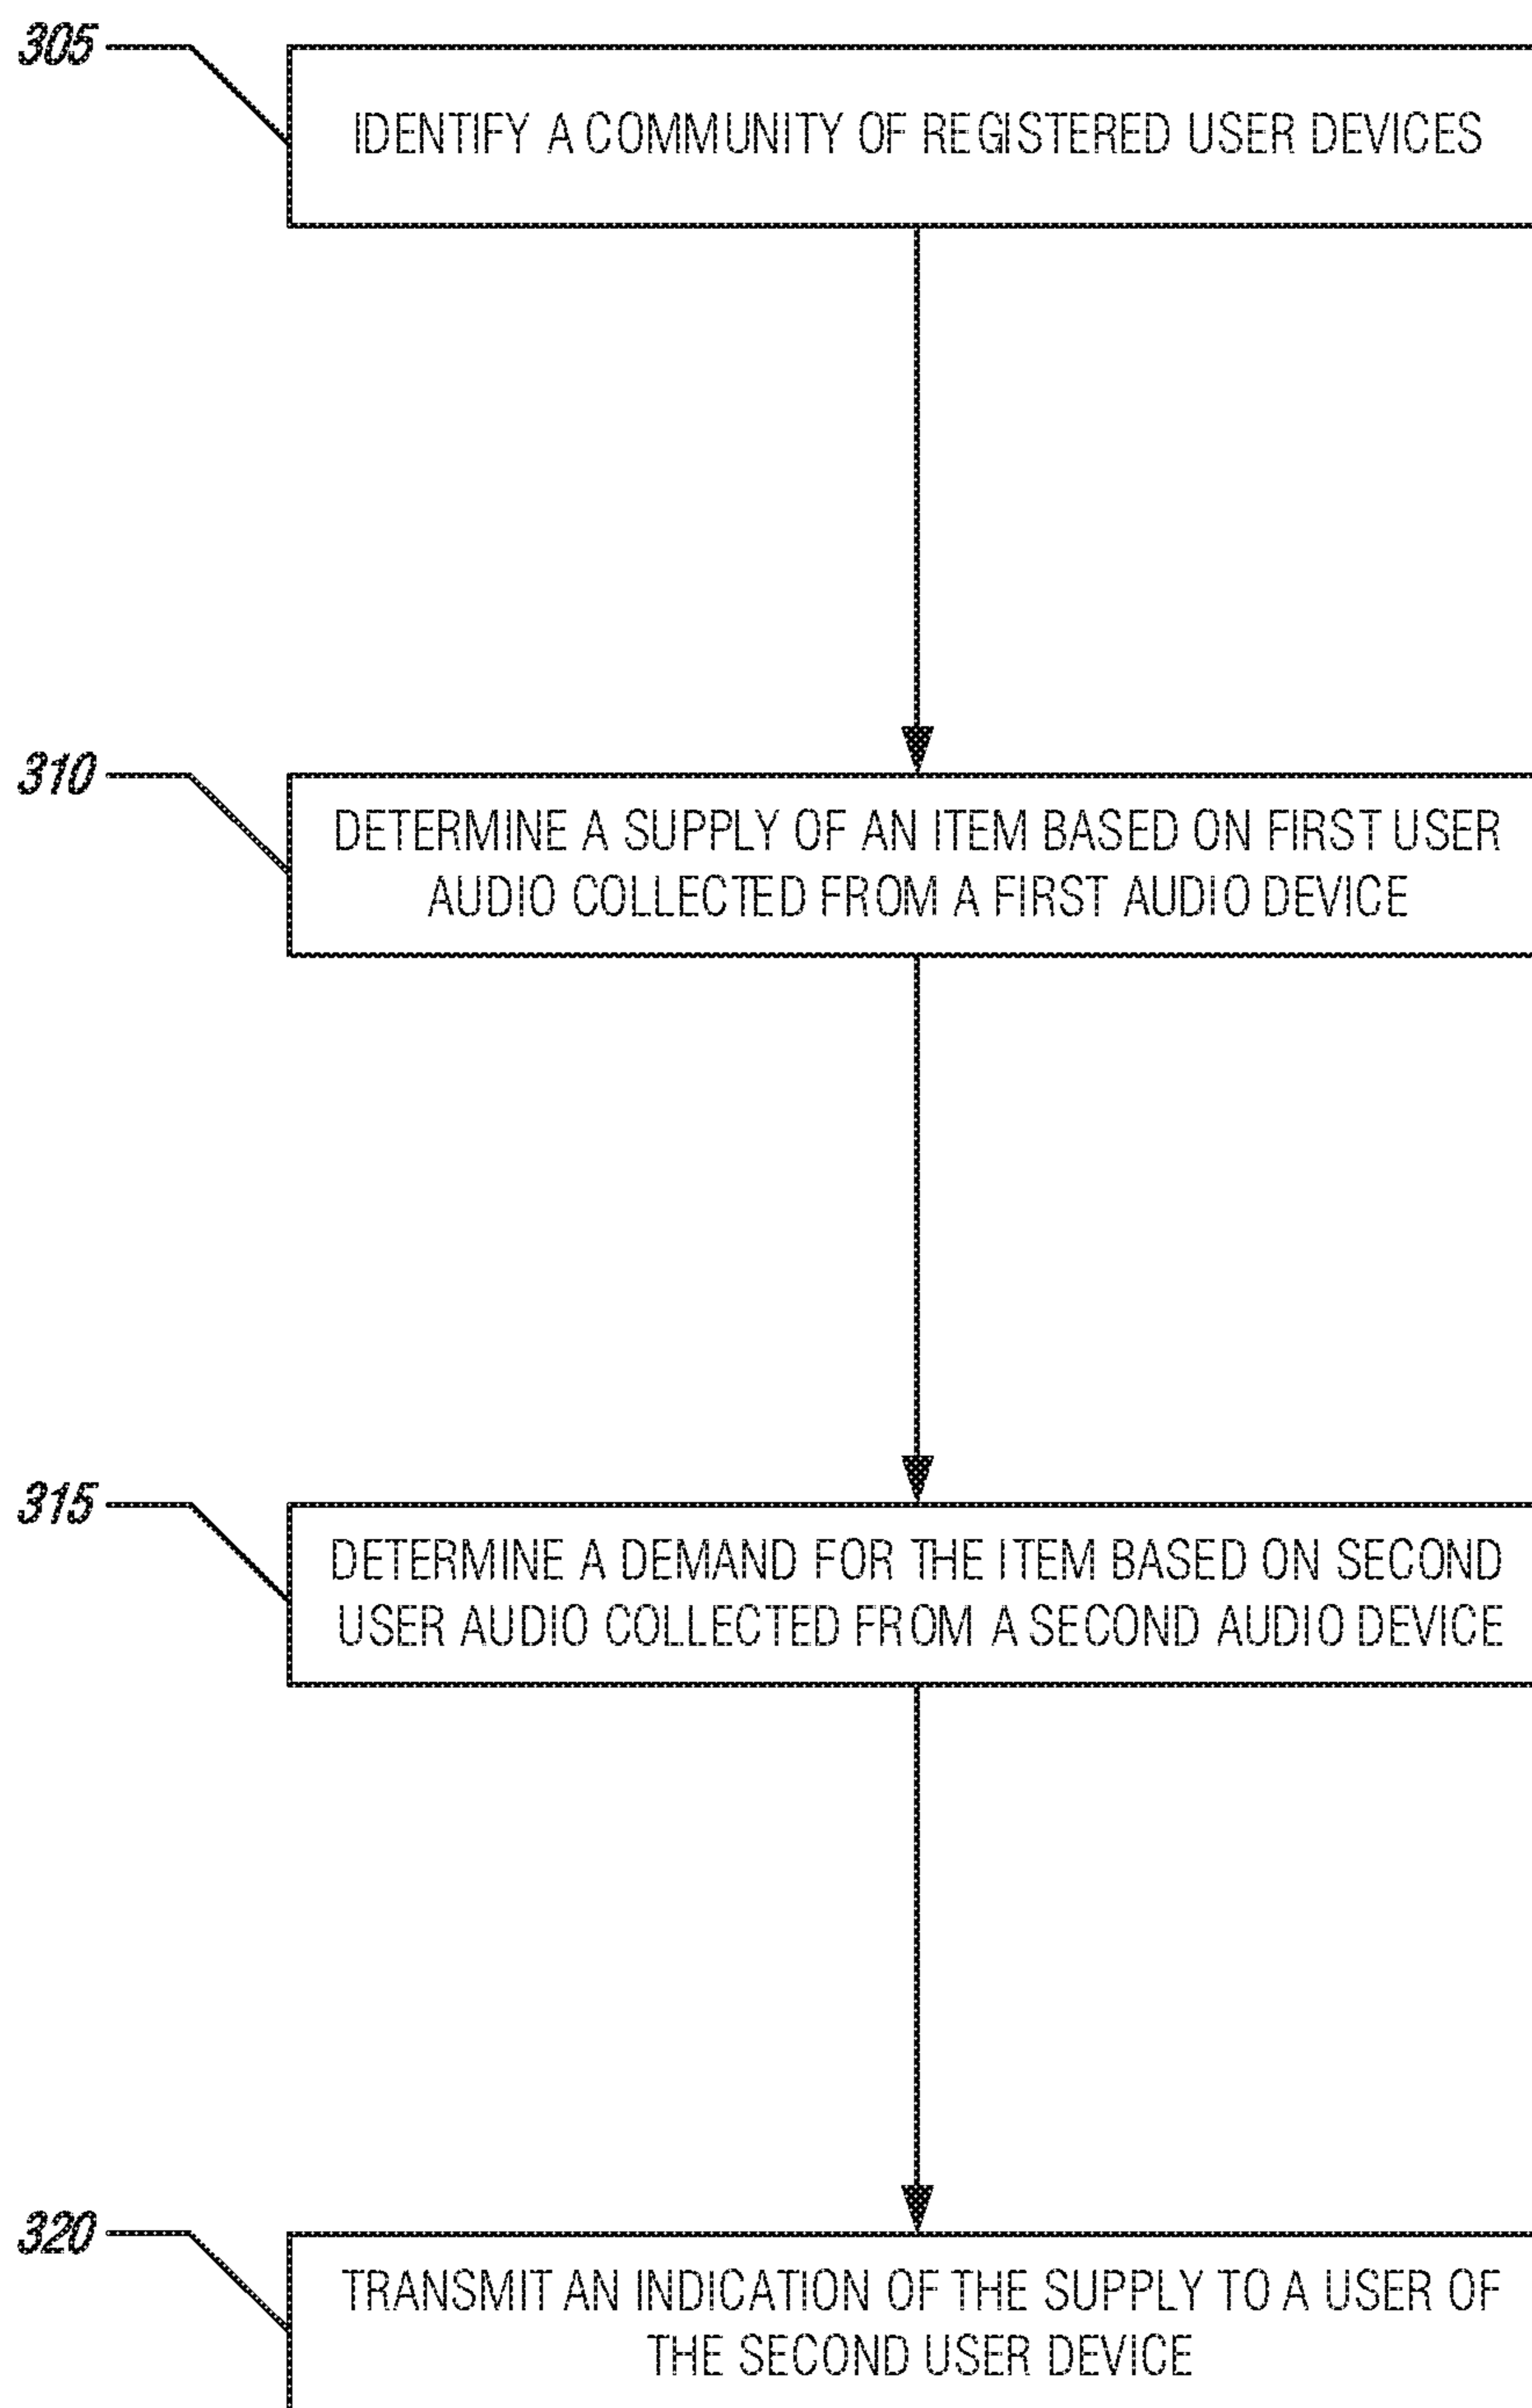 305
IDENTIFY A COMMUNITY OF REGISTERED USER DEVICES
310
DETERMINE A SUPPLY OF AN ITEM BASED ON FIRST USER
AUDIO COLLECTED FROM A FIRST AUDIO DEVICE
315
DETERMINE A DEMAND FOR THE ITEM BASED ON SECOND
USER AUDIO COLLECTED FROM A SECOND AUDIO DEVICE
320
TRANSMIT AN INDICATION OF THE SUPPLY TO A USER OF
THE SECOND USER DEVICE